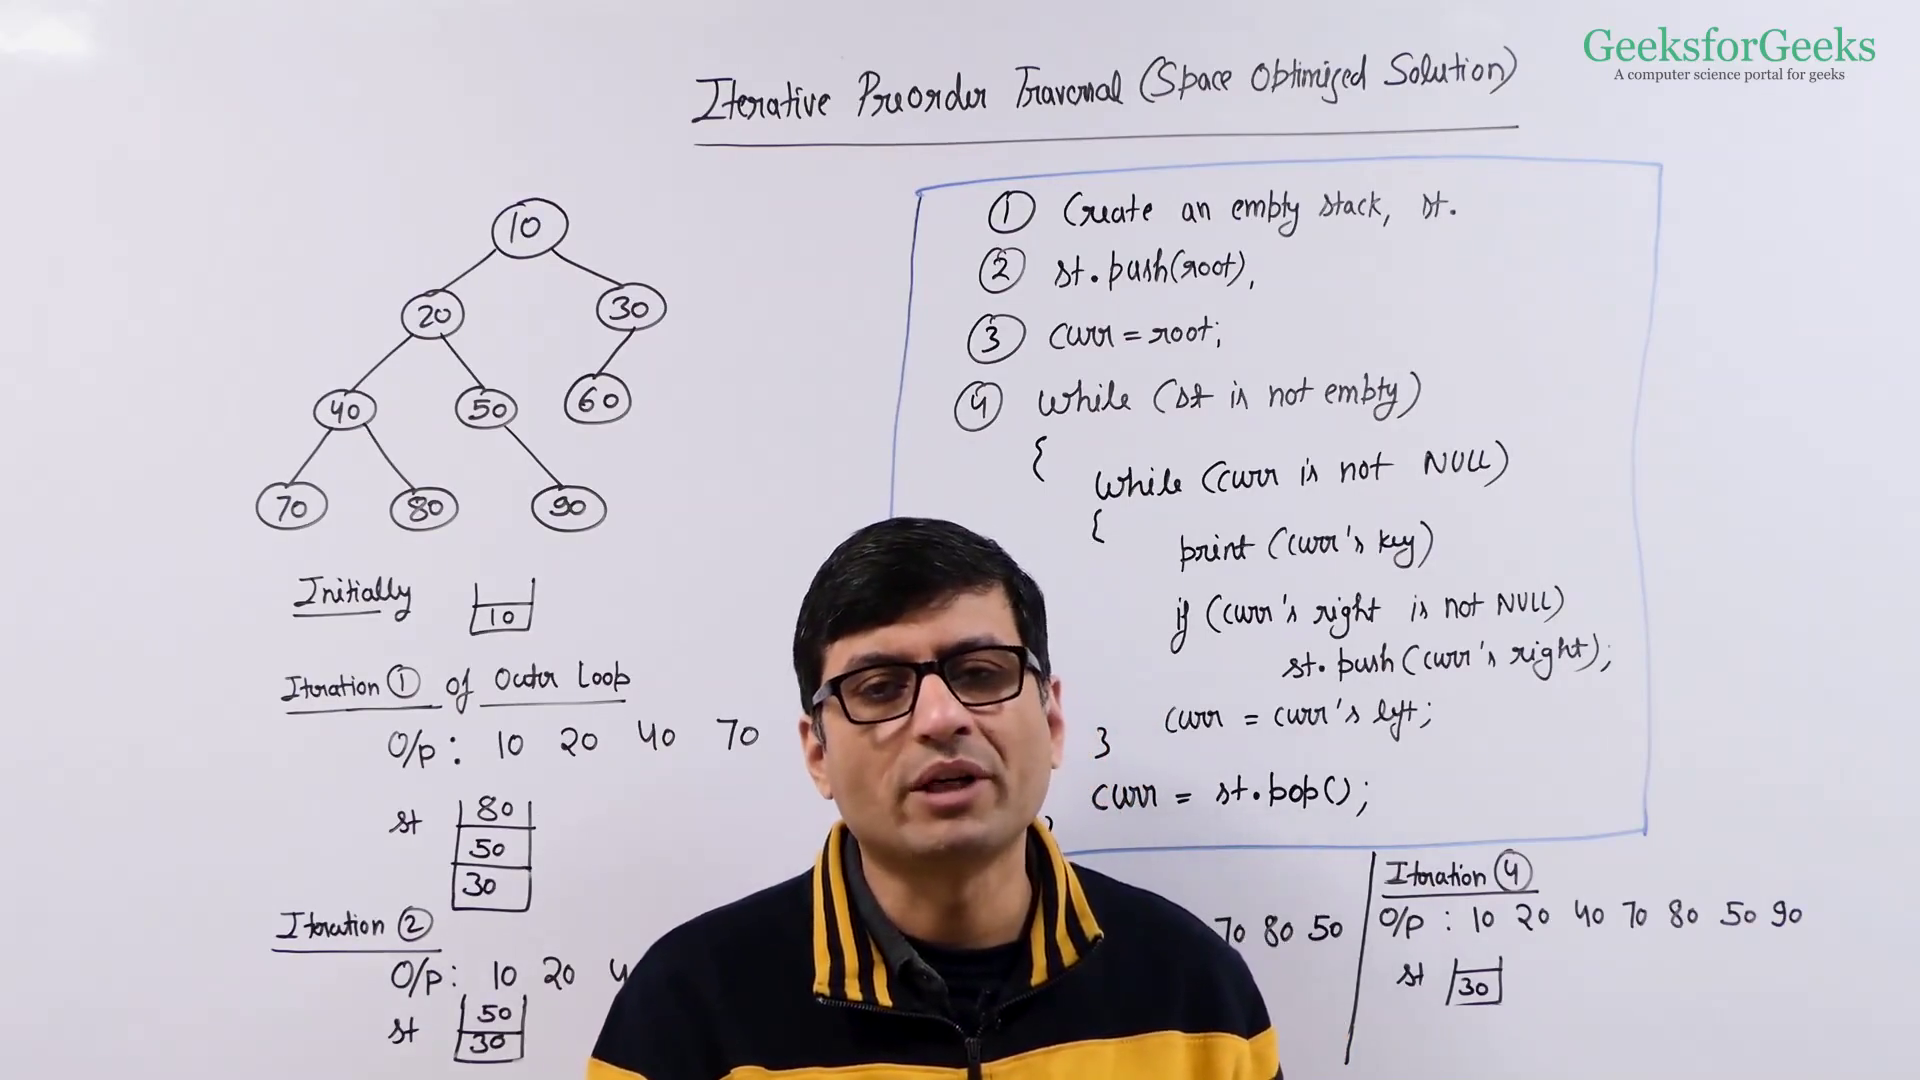 GeeksforGeeks
A computer science portal for geeks
Iterative Preorder Traversal (Space Optimized Solution)
10
20
30
40
50
60
70
80
90
① Create an empty stack, st.
② st.push(root),
③ curr = root;
④ while (st is not empty)
{
while (curr is not NULL)
{
print (curr's key)
if (curr's right is not NULL)
st.push(curr's right);
curr = curr's left;
}
curr = st.pop();
Initially
10
Iteration ① of Outer Loop
O/p : 10 20 40 70
st
80
50
30
Iteration ②
O/p : 10 20 4
st
50
30
70 80 50
Iteration ④
O/p : 10 20 40 70 80 50 90
st
30